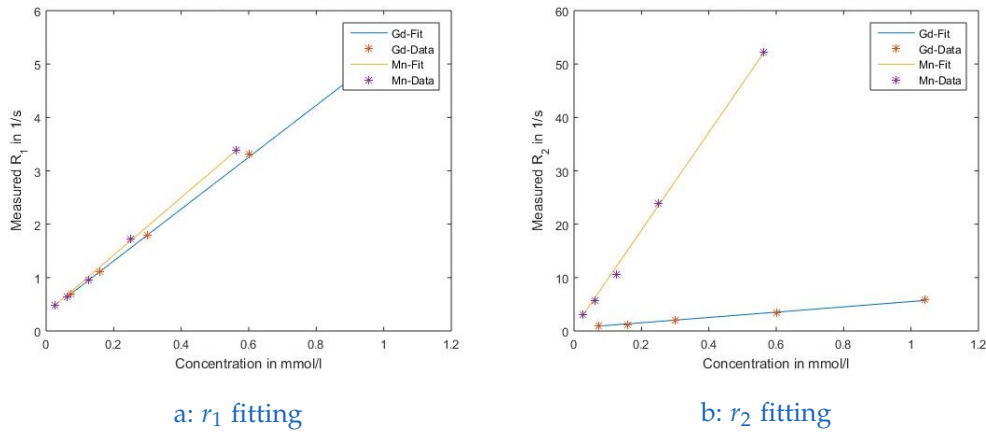 6
5
4
3
2
1
0
Measured R1 in 1/s
0 0.2 0.4 0.6 0.8 1 1.2
Concentration in mmol/l
Gd-Fit
Gd-Data
Mn-Fit
Mn-Data
a: r1 fitting
60
50
40
30
20
10
0
Measured R2 in 1/s
0 0.2 0.4 0.6 0.8 1 1.2
Concentration in mmol/l
Gd-Fit
Gd-Data
Mn-Fit
Mn-Data
b: r2 fitting